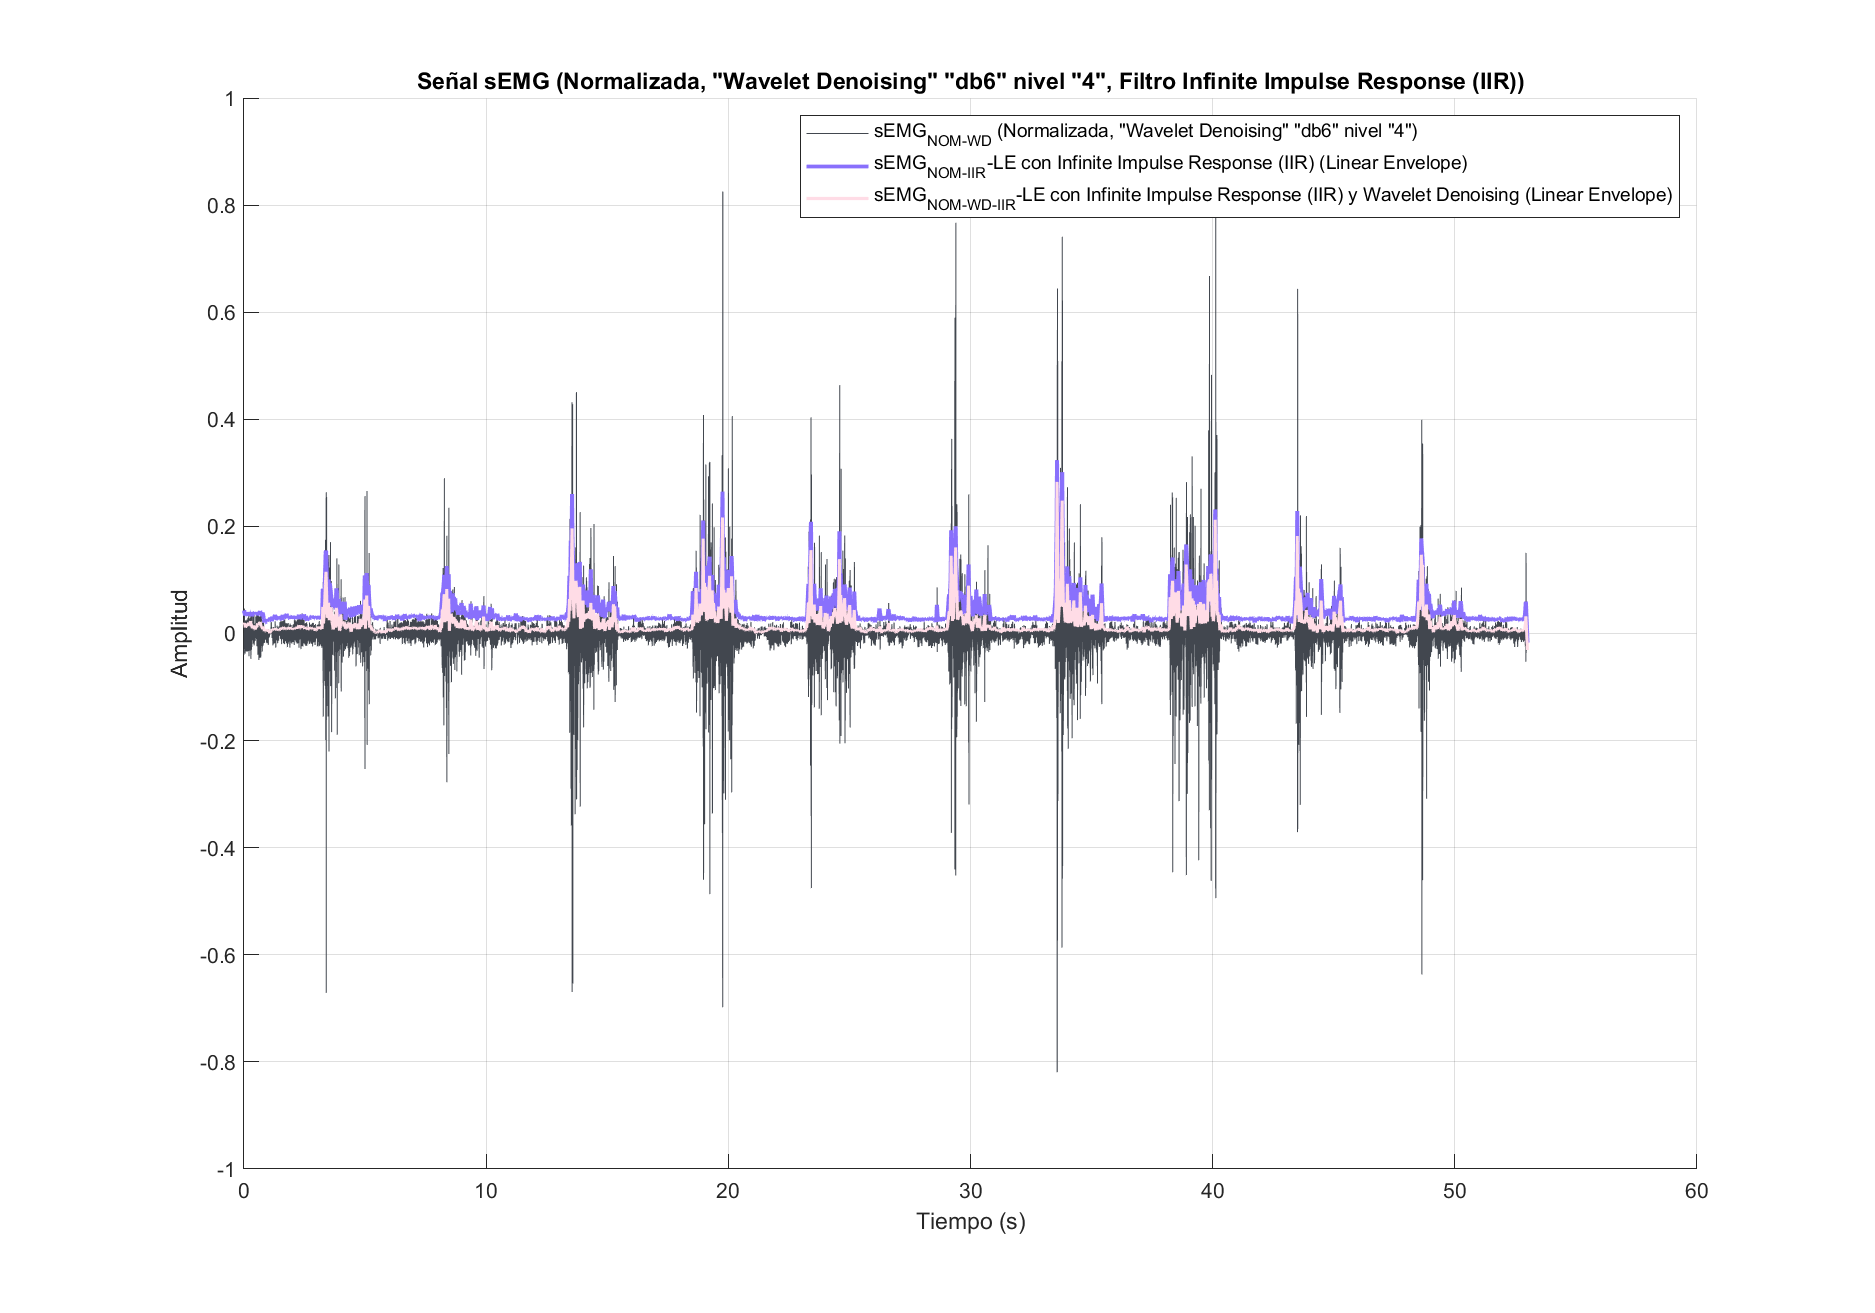 Señal sEMG (Normalizada, "Wavelet Denoising" "db6" nivel "4", Filtro Infinite Impulse Response (IIR))
sEMG_NOM-WD (Normalizada, "Wavelet Denoising" "db6" nivel "4")
sEMG_NOM-IIR-LE con Infinite Impulse Response (IIR) (Linear Envelope)
sEMG_NOM-WD-IIR-LE con Infinite Impulse Response (IIR) y Wavelet Denoising (Linear Envelope)
1
0.8
0.6
0.4
0.2
0
-0.2
-0.4
-0.6
-0.8
-1
Amplitud
0 10 20 30 40 50 60
Tiempo (s)